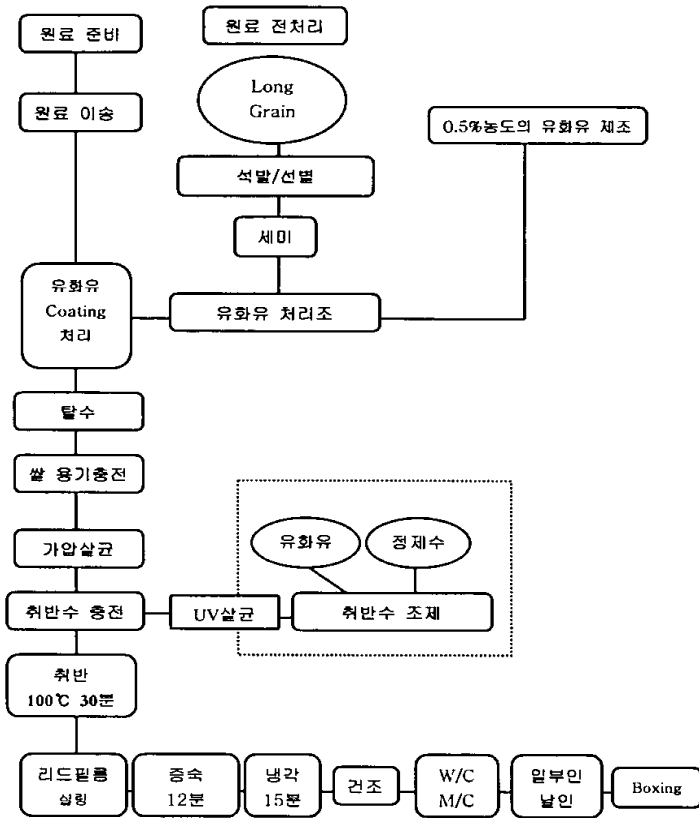 원료 준비
원료 전처리
원료 이송
Long
Grain
0.5%농도의 유화유 제조
석발/선별
세미
유화유
Coating
처리
유화유 처리조
탈수
쌀 용기충전
유화유
정제수
가압살균
취반수 충전
UV살균
취반수 조제
취반
100℃ 30분
리드필름
실링
증숙
12분
냉각
15분
건조
W/C
M/C
일부인
날인
Boxing